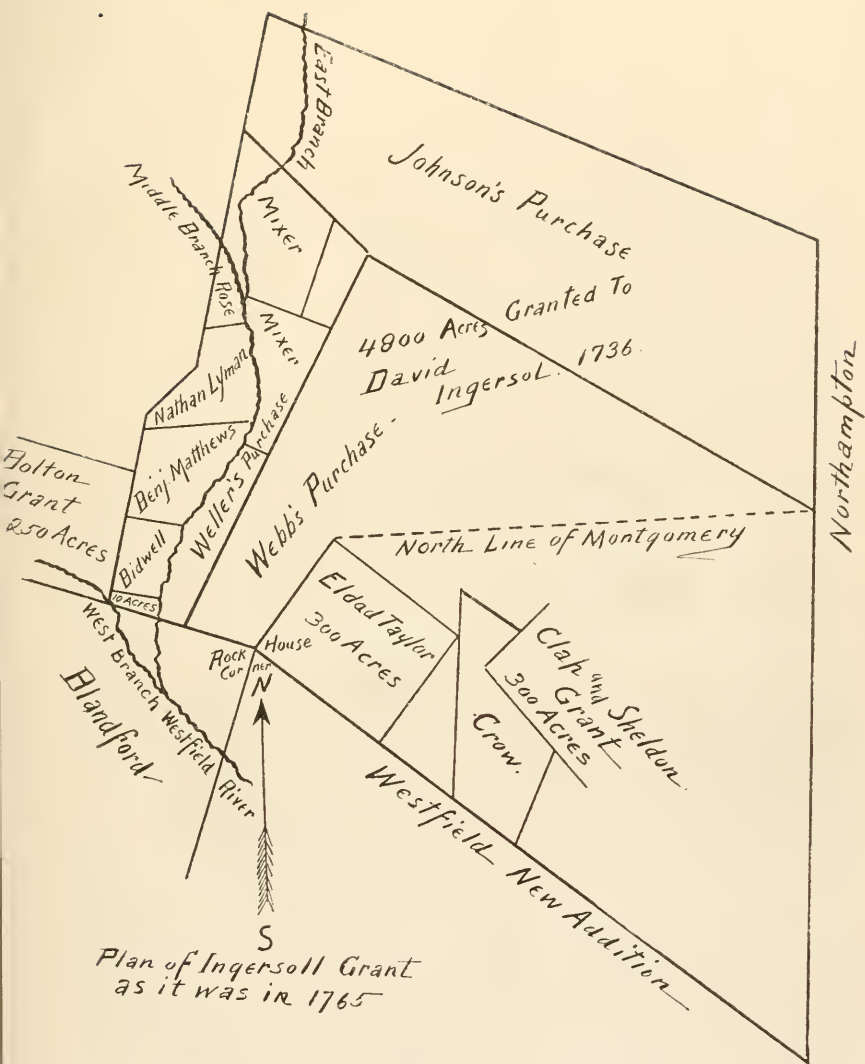 East Branch
Johnson's Purchase
Middle Branch
Rose
Mixer
Mixer
4800 Acres Granted To
David Ingersol. 1736.
Northampton
Nathan Lyman
Benj. Matthews
Weller's Purchase
Webb's Purchase
Bolton
Grant
250 Acres
Bidwell
10 ACRES
North Line of Montgomery
Eldad Taylor
300 Acres
Clap and Sheldon
Grant
300 Acres
Crow.
Rock House
Corner
West Branch Westfield River
Blandford
N
Westfield New Addition
S
Plan of Ingersoll Grant
as it was in 1765